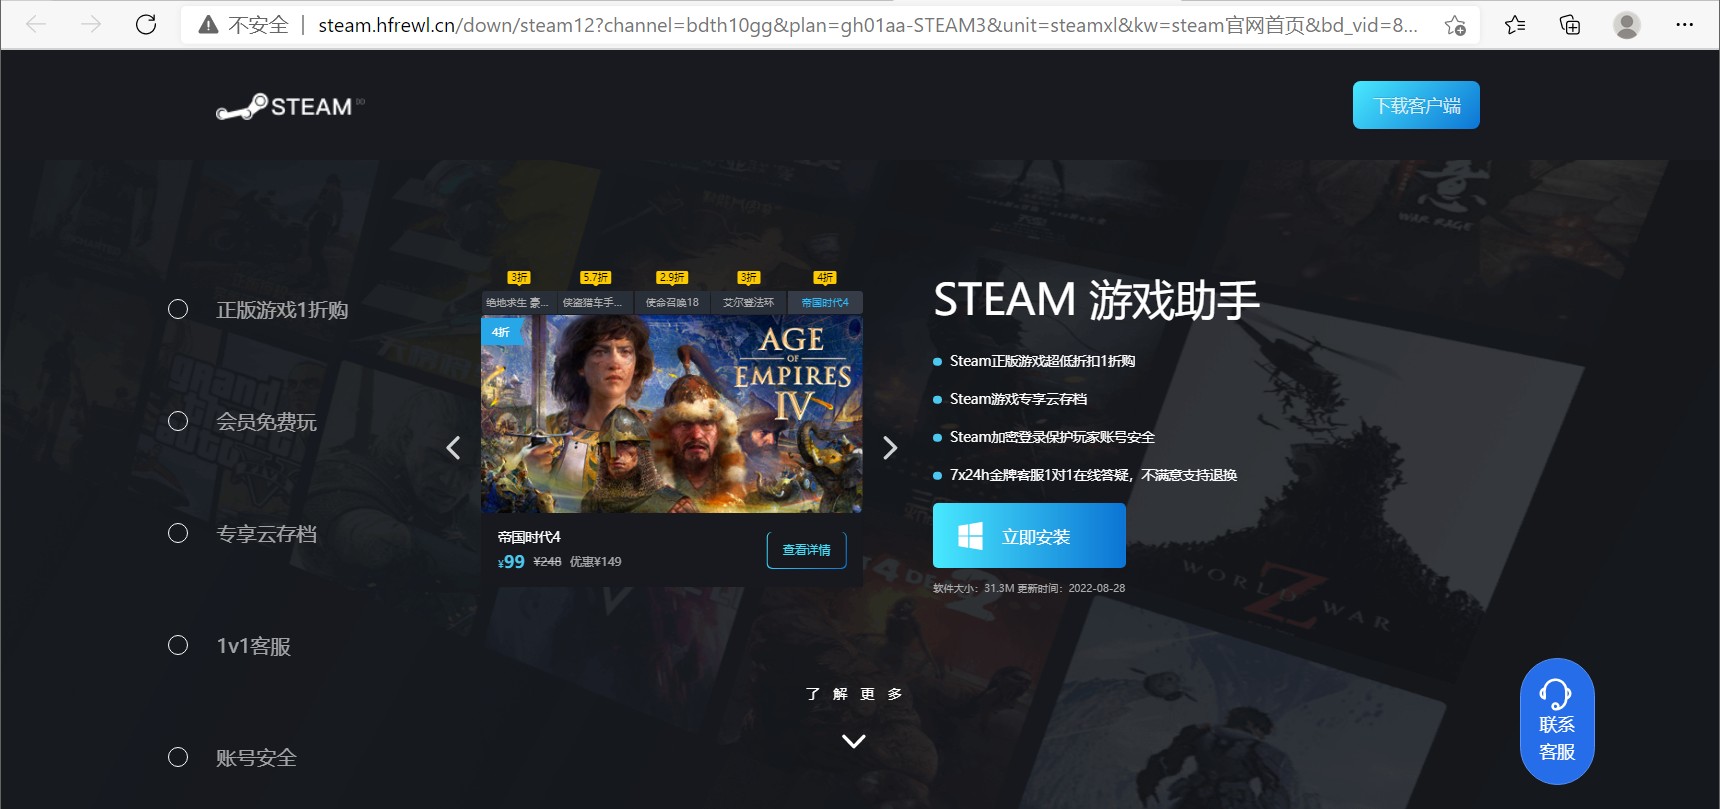 不安全 | steam.hfrewl.cn/down/steam12?channel=bdth10gg&plan=gh01aa-STEAM3&unit=steamxl&kw=steam官网首页&bd_vid=8...
STEAM
下载客户端
WAR RAGE
正版游戏1折购
会员免费玩
专享云存档
1v1客服
账号安全
3折 5.7折 2.9折 3折 4折
绝地求生 豪... 侠盗猎车手... 使命召唤18 艾尔登法环 帝国时代4
4折
AGE
OF
EMPIRES
IV
帝国时代4
¥99 ¥248 优惠¥149
查看详情
STEAM 游戏助手
Steam正版游戏超低折扣1折购
Steam游戏专享云存档
Steam加密登录保护玩家账号安全
7x24h金牌客服1对1在线答疑，不满意支持退换
立即安装
软件大小：31.3M 更新时间：2022-08-28
WORLD WAR Z
了解更多
联系
客服